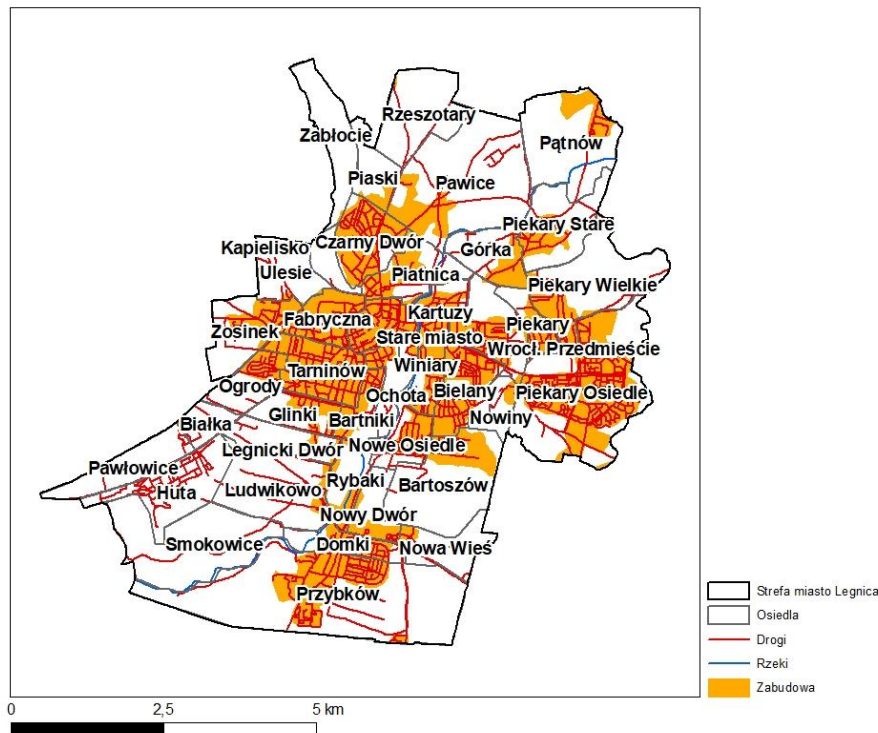 Rzeszotary
Zabłocie
Pątnów
Piaski
Pawice
Piekary Stare
Kapielisko
Czarny Dwór
Górka
Ulesie
Piatnica
Piekary Wielkie
Fabryczna
Kartuzy
Zosinek
Stare miasto
Piekary
Wrocł. Przedmieście
Tarninów
Winiary
Ogrody
Ochota
Bielany
Piekary Osiedle
Glinki
Bartniki
Nowiny
Białka
Legnicki Dwór
Nowe Osiedle
Pawłowice
Huta
Ludwikowo
Rybaki
Bartoszów
Nowy Dwór
Smokowice
Domki
Nowa Wieś
Przybków
Strefa miasto Legnica
Osiedla
Drogi
Rzeki
Zabudowa
0 2,5 5 km